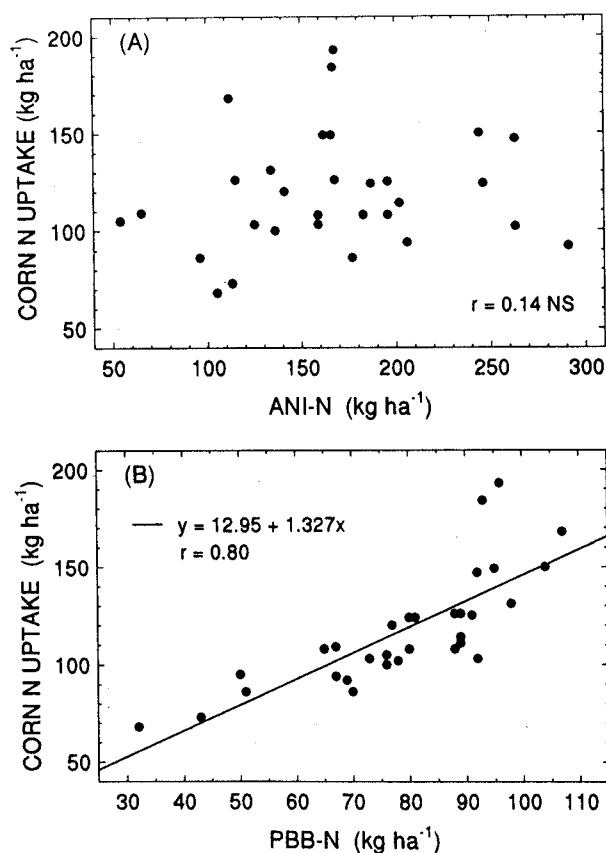 (A)
CORN N UPTAKE (kg ha⁻¹)
200
150
100
50
r = 0.14 NS
50 100 150 200 250 300
ANI-N (kg ha⁻¹)
(B)
CORN N UPTAKE (kg ha⁻¹)
200
150
100
50
y = 12.95 + 1.327x
r = 0.80
30 40 50 60 70 80 90 100 110
PBB-N (kg ha⁻¹)